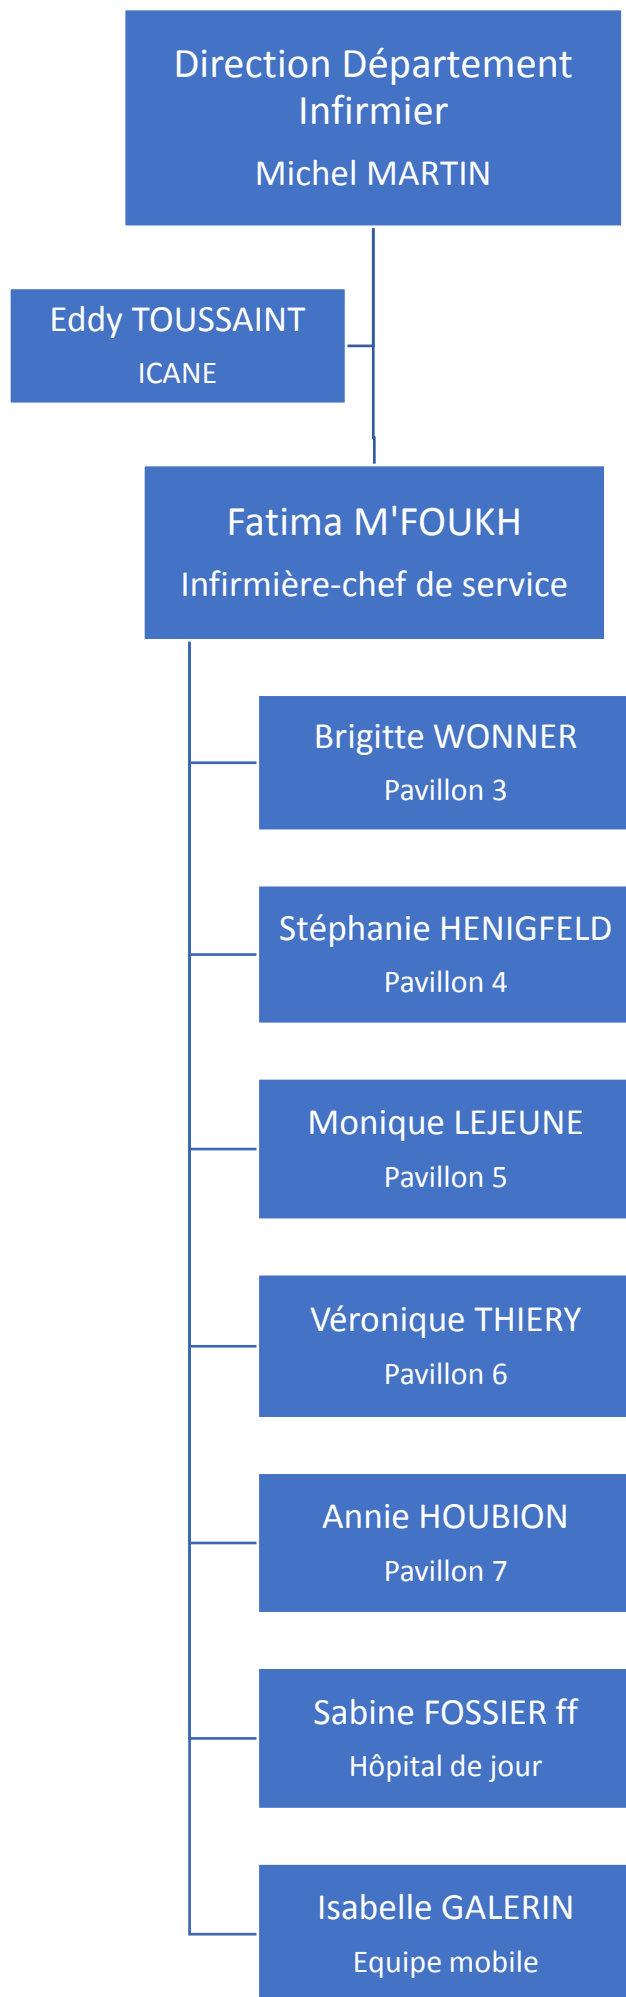 Direction Département
Infirmier
Michel MARTIN
Eddy TOUSSAINT
ICANE
Fatima M'FOUKH
Infirmière-chef de service
Brigitte WONNER
Pavillon 3
Stéphanie HENIGFELD
Pavillon 4
Monique LEJEUNE
Pavillon 5
Véronique THIERY
Pavillon 6
Annie HOUBION
Pavillon 7
Sabine FOSSIER ff
Hôpital de jour
Isabelle GALERIN
Equipe mobile